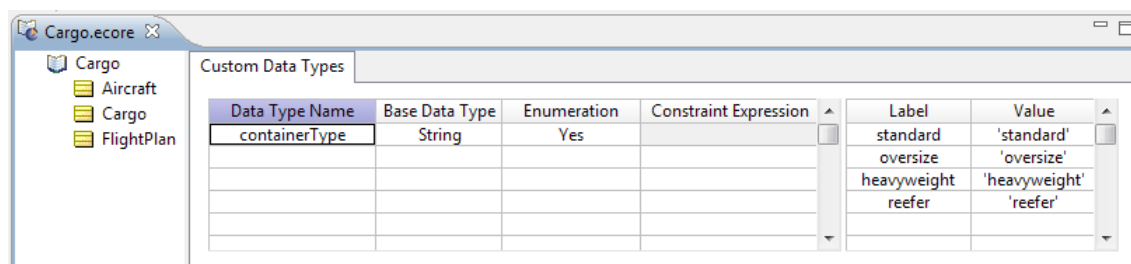 Cargo.ecore
Cargo
Aircraft
Cargo
FlightPlan
Custom Data Types
Data Type Name Base Data Type Enumeration Constraint Expression Label Value
containerType String Yes standard 'standard'
oversize 'oversize'
heavyweight 'heavyweight'
reefer 'reefer'